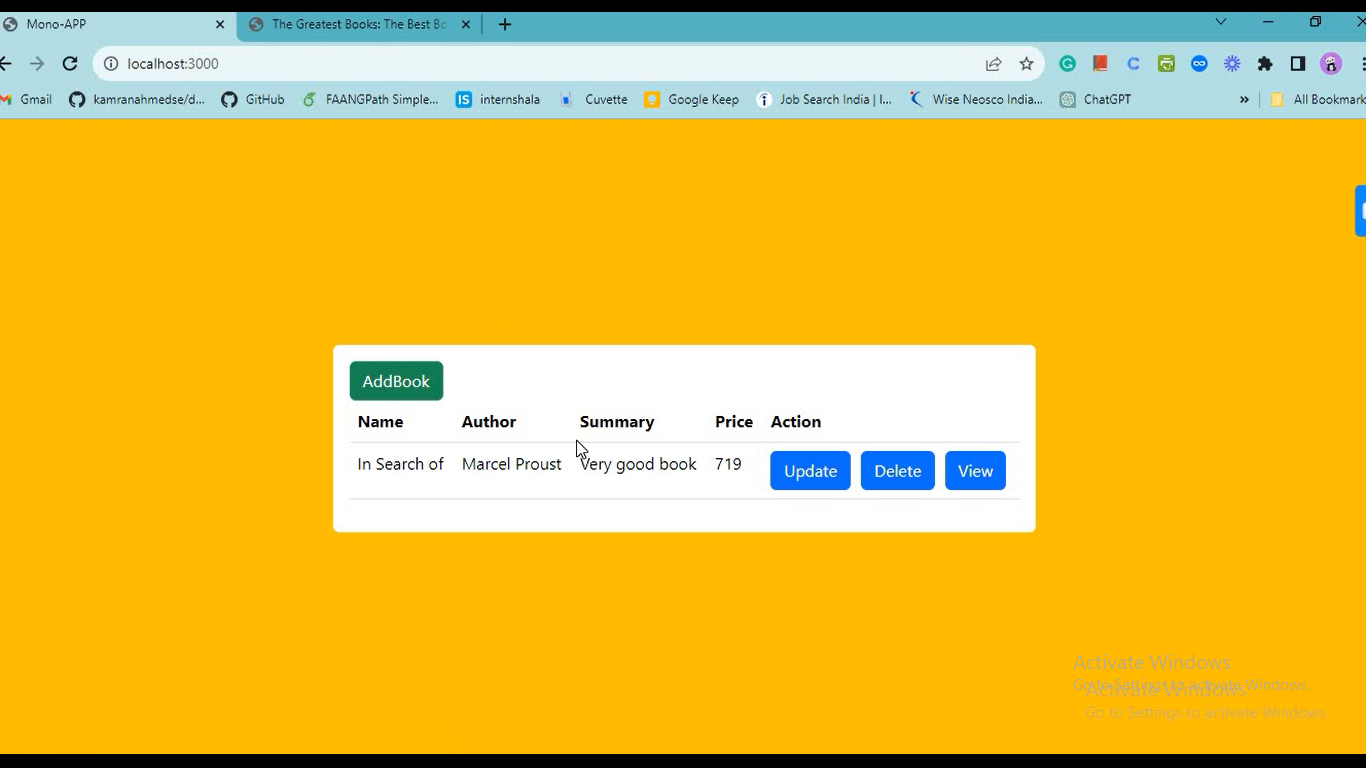 Mono-APP
The Greatest Books: The Best Bo
localhost:3000
Gmail
kamranahmedse/d...
GitHub
FAANGPath Simple...
internshala
Cuvette
Google Keep
Job Search India | I...
Wise Neosco India...
ChatGPT
»
All Bookmark
AddBook
Name Author Summary Price Action
In Search of Marcel Proust Very good book 719 Update Delete View
Activate Windows
Go to Settings to activate Windows.
Activate Windows
Go to Settings to activate Windows.